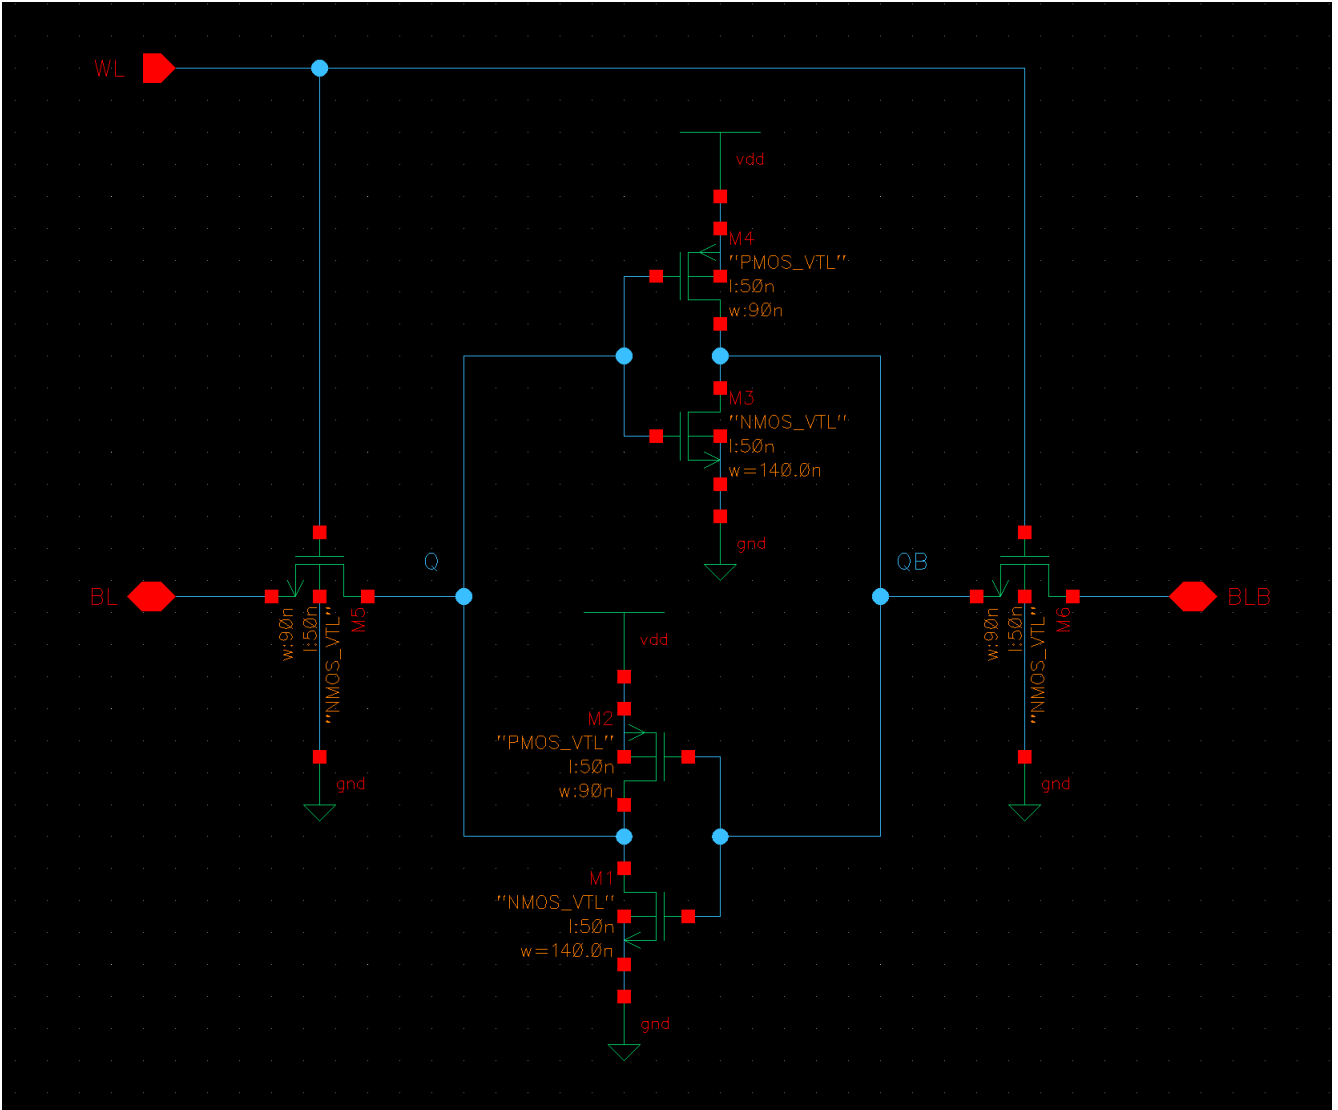 WL
vdd
M4
"PMOS_VTL"
l:50n
w:90n
M3
"NMOS_VTL"
l:50n
w=140.0n
gnd
Q
QB
BL
BLB
w:90n
l:50n
"NMOS_VTL"
M5
w:90n
l:50n
"NMOS_VTL"
M6
vdd
M2
"PMOS_VTL"
l:50n
w:90n
gnd
gnd
M1
"NMOS_VTL"
l:50n
w=140.0n
gnd